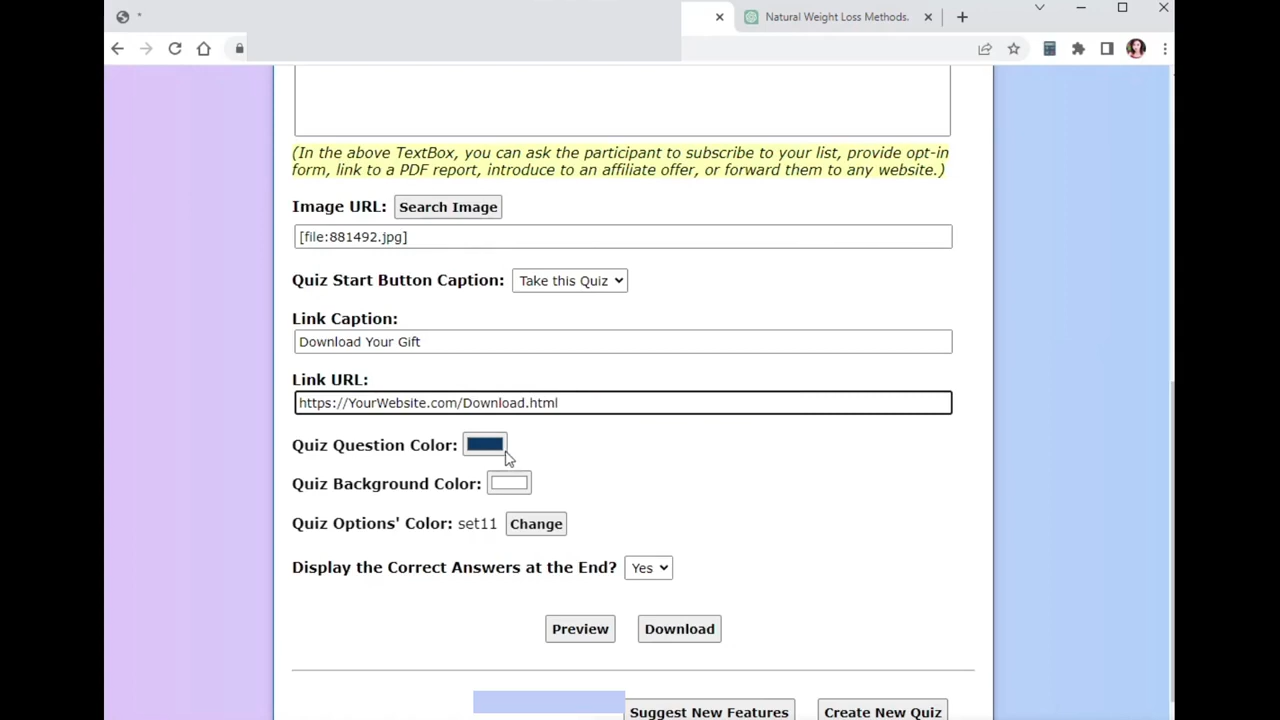 Natural Weight Loss Methods.
(In the above TextBox, you can ask the participant to subscribe to your list, provide opt-in
form, link to a PDF report, introduce to an affiliate offer, or forward them to any website.)
Image URL: Search Image
[file:881492.jpg]
Quiz Start Button Caption: Take this Quiz
Link Caption:
Download Your Gift
Link URL:
https://YourWebsite.com/Download.html
Quiz Question Color:
Quiz Background Color:
Quiz Options' Color: set11 Change
Display the Correct Answers at the End? Yes
Preview Download
Suggest New Features Create New Quiz